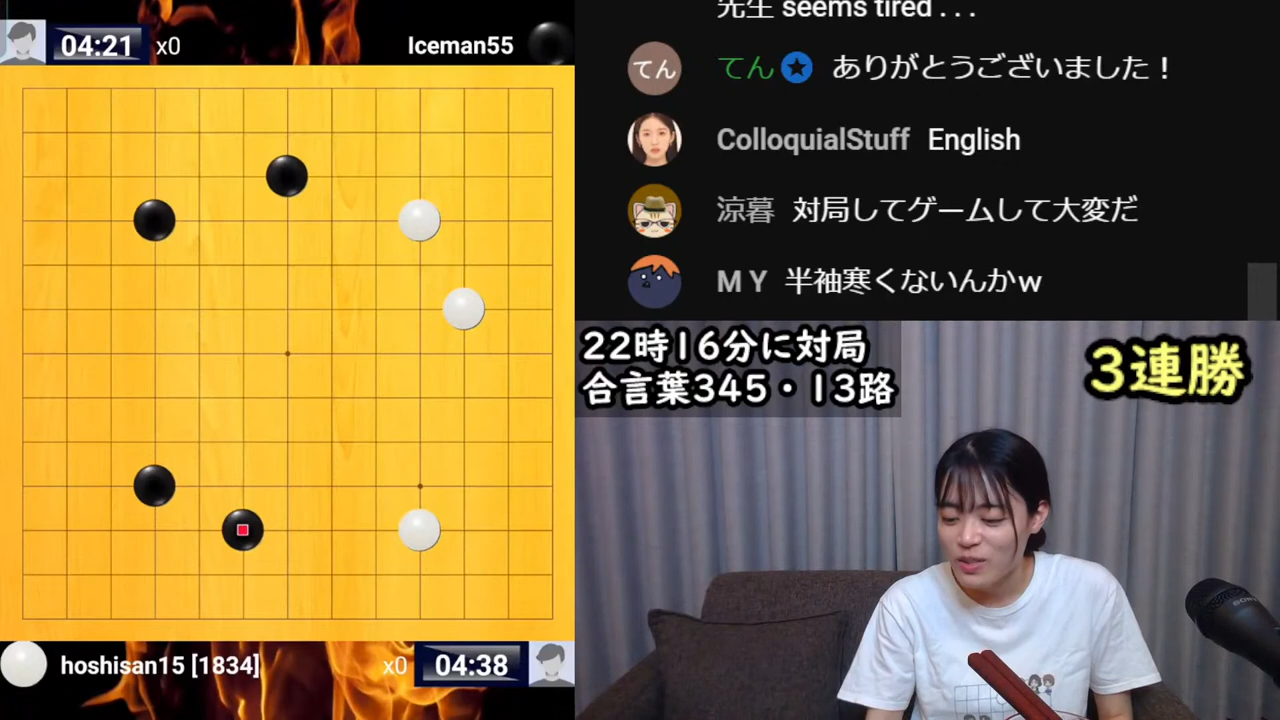 04:21 x0 Iceman55
先生 seems tired . . .
てん てん ありがとうございました！
ColloquialStuff English
涼暮 対局してゲームして大変だ
M Y 半袖寒くないんかw
22時16分に対局
合言葉345・13路
3連勝
SONY
hoshisan15 [1834] x0 04:38